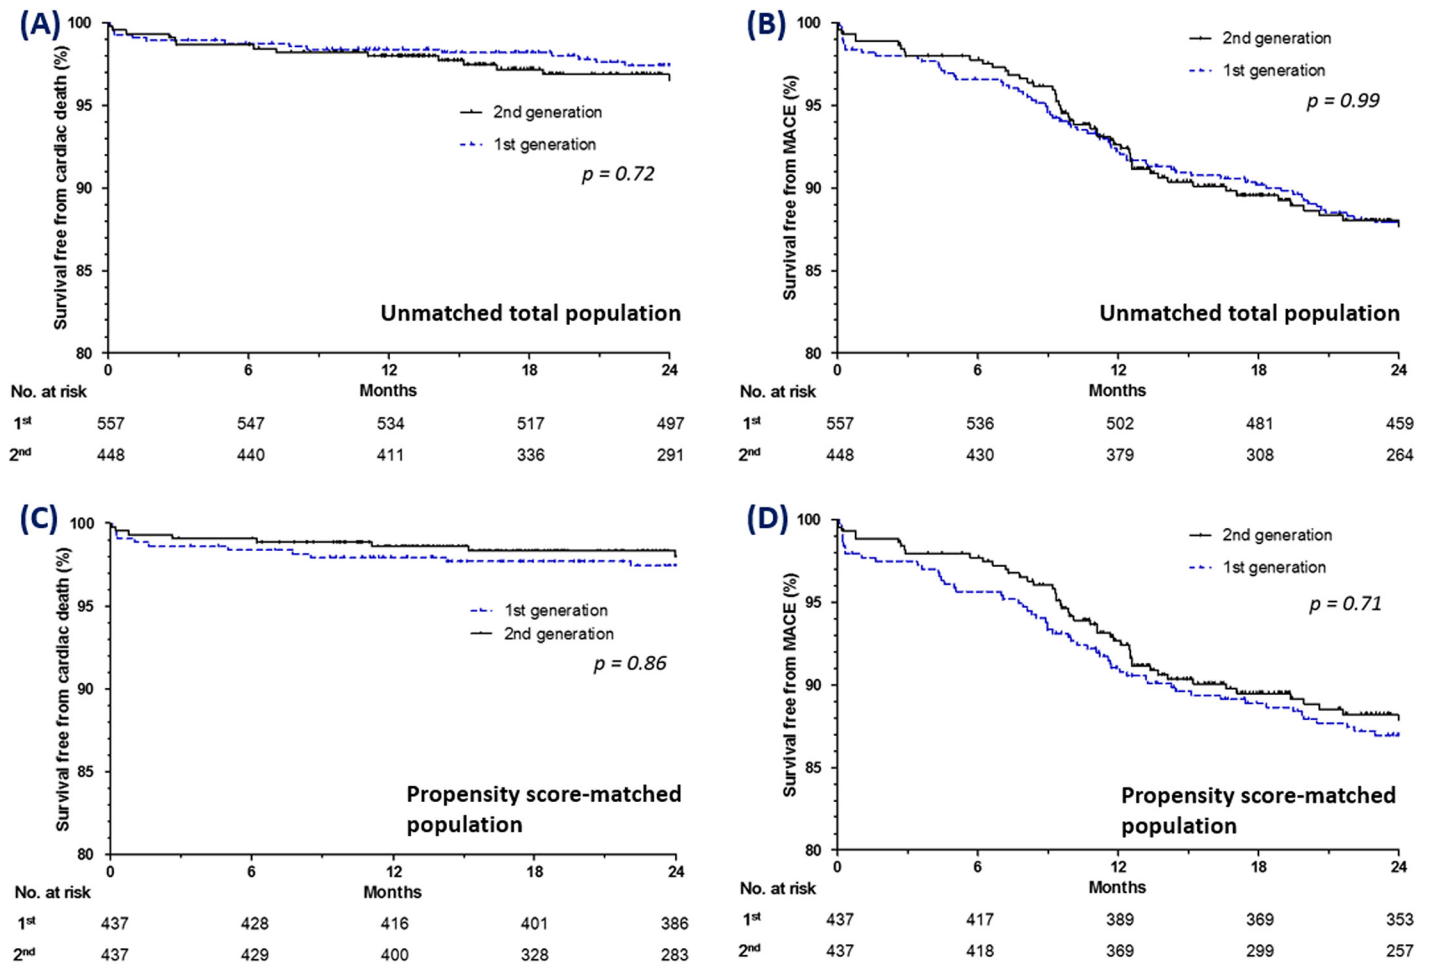 (A)
Survival free from cardiac death (%)
100
95
90
85
80
2nd generation
1st generation
p = 0.72
Unmatched total population
0 6 12 18 24
No. at risk Months
1st 557 547 534 517 497
2nd 448 440 411 336 291
(B)
Survival free from MACE (%)
100
95
90
85
80
2nd generation
1st generation
p = 0.99
Unmatched total population
0 6 12 18 24
No. at risk Months
1st 557 536 502 481 459
2nd 448 430 379 308 264
(C)
Survival free from cardiac death (%)
100
95
90
85
80
1st generation
2nd generation
p = 0.86
Propensity score-matched
population
0 6 12 18 24
No. at risk Months
1st 437 428 416 401 386
2nd 437 429 400 328 283
(D)
Survival free from MACE (%)
100
95
90
85
80
2nd generation
1st generation
p = 0.71
Propensity score-matched
population
0 6 12 18 24
No. at risk Months
1st 437 417 389 369 353
2nd 437 418 369 299 257